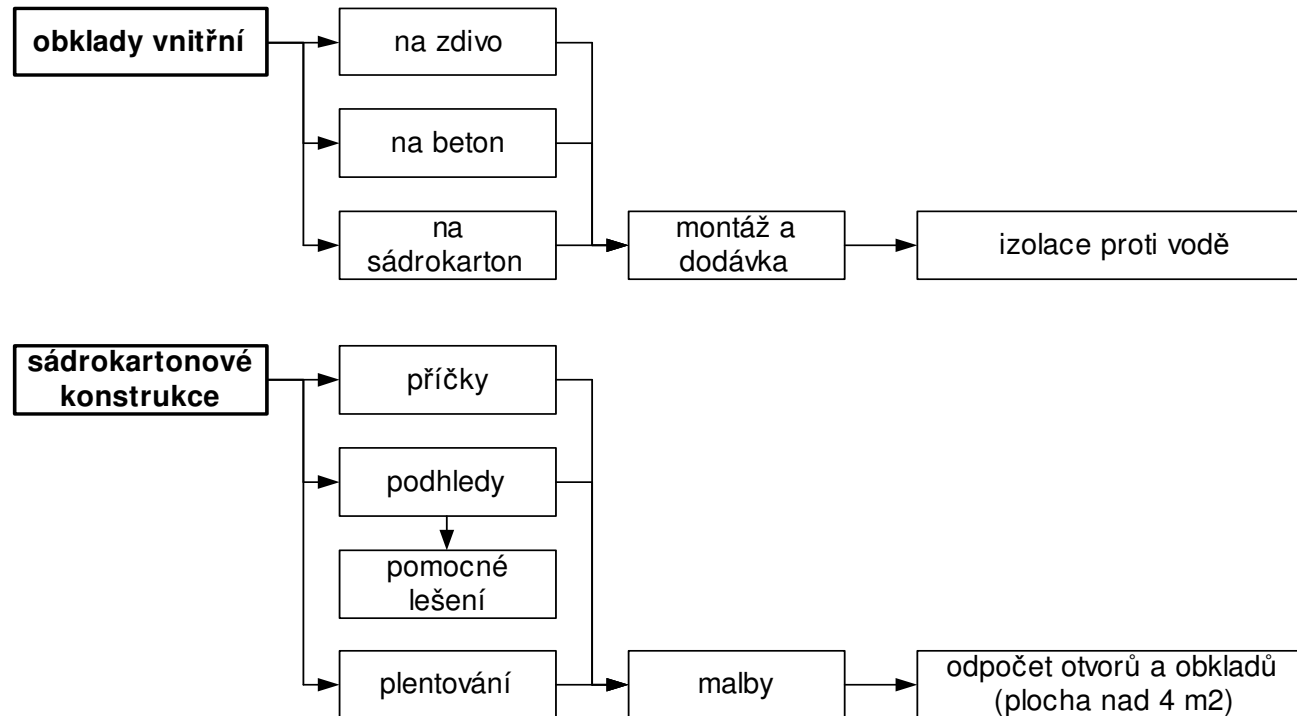 obklady vnitřní
na zdivo
na beton
na
sádrokarton
montáž a
dodávka
izolace proti vodě
sádrokartonové
konstrukce
příčky
podhledy
pomocné
lešení
plentování
malby
odpočet otvorů a obkladů
(plocha nad 4 m2)